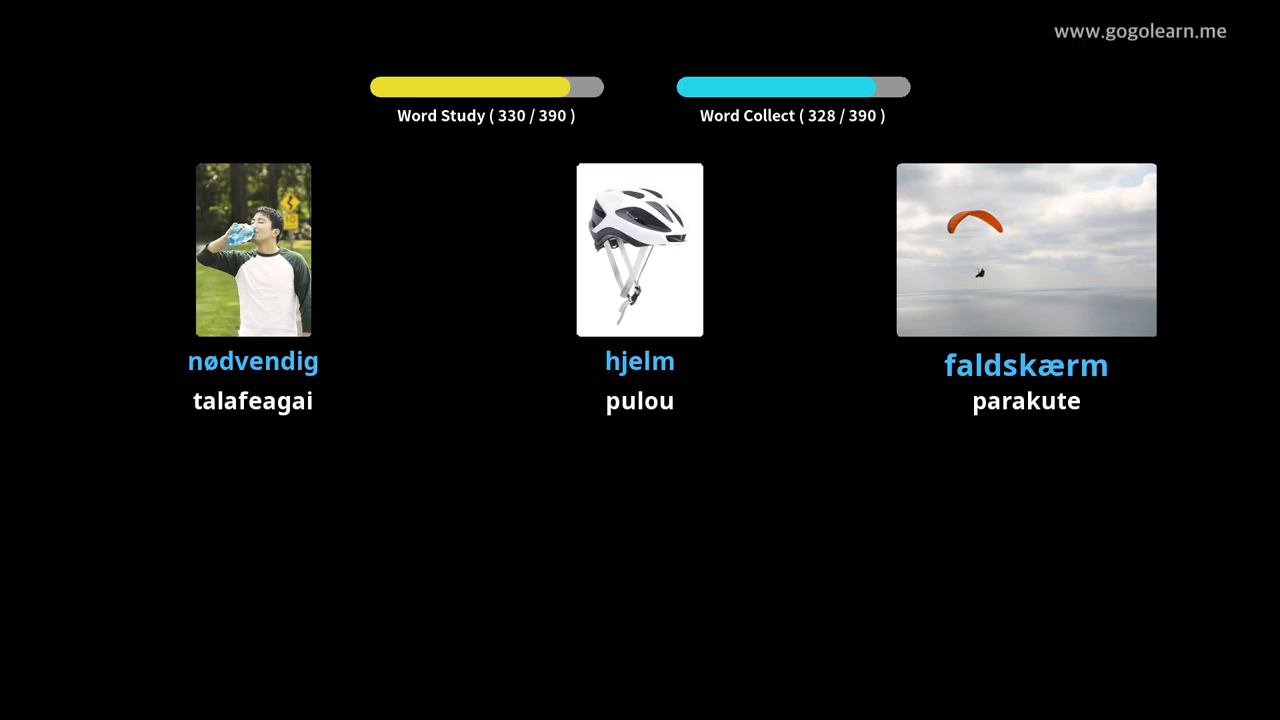 www.gogolearn.me
Word Study ( 330 / 390 )
Word Collect ( 328 / 390 )
nødvendig
talafeagai
hjelm
pulou
faldskærm
parakute